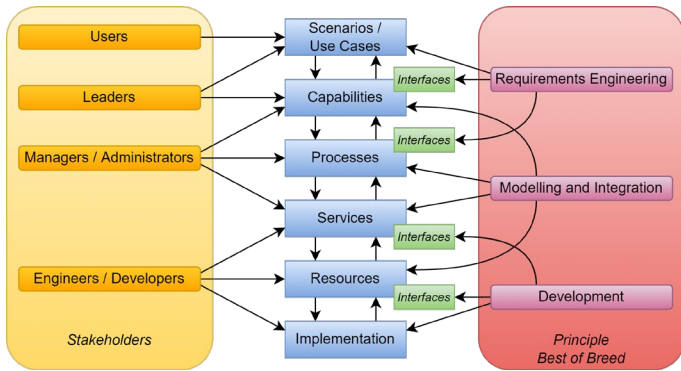 Users
Leaders
Managers / Administrators
Engineers / Developers
Stakeholders
Scenarios /
Use Cases
Interfaces
Capabilities
Interfaces
Processes
Services
Interfaces
Resources
Interfaces
Implementation
Requirements Engineering
Modelling and Integration
Development
Principle
Best of Breed